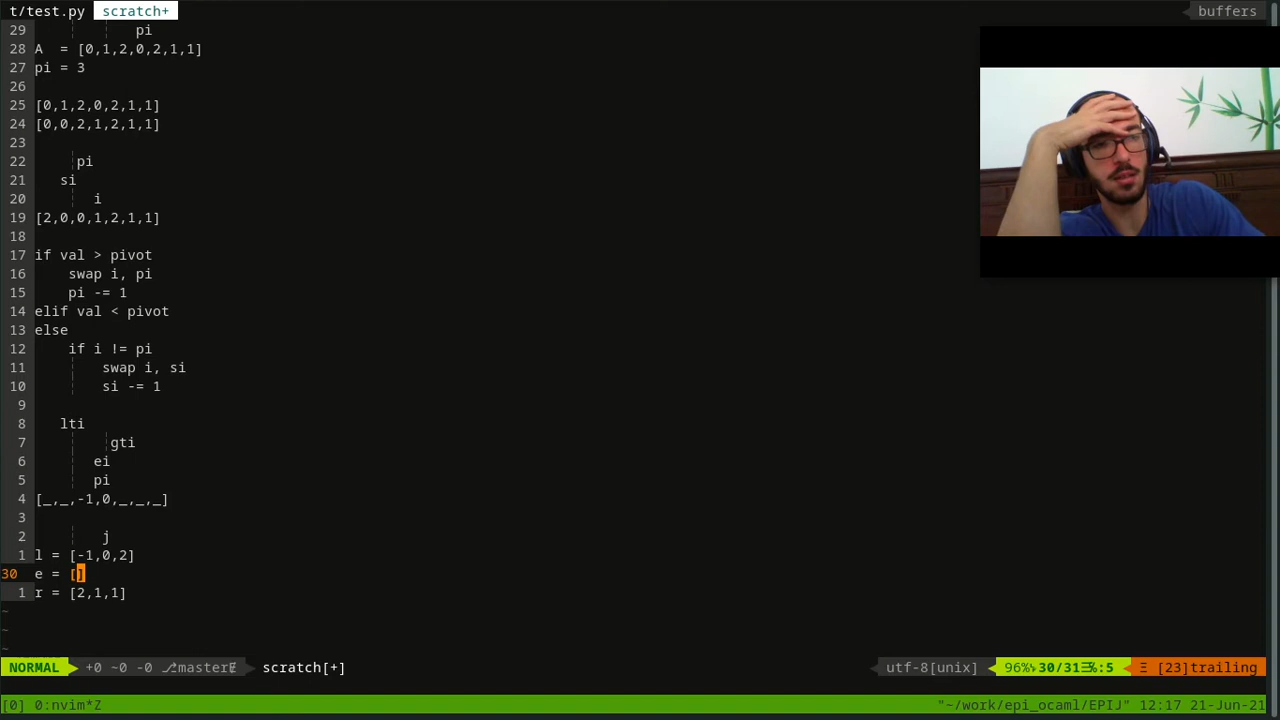 t/test.py scratch+ buffers
29 pi
28 A = [0,1,2,0,2,1,1]
27 pi = 3
26
25 [0,1,2,0,2,1,1]
24 [0,0,2,1,2,1,1]
23
22 pi
21 si
20 i
19 [2,0,0,1,2,1,1]
18
17 if val > pivot
16 swap i, pi
15 pi -= 1
14 elif val < pivot
13 else
12 if i != pi
11 swap i, si
10 si -= 1
9
8 lti
7 gti
6 ei
5 pi
4 [_,_,-1,0,_,_,_]
3
2 j
1 l = [-1,0,2]
30 e = []
1 r = [2,1,1]
~
~
~
NORMAL +0 ~0 -0 master scratch[+] utf-8[unix] 96% 30/31 :5 Ξ [23]trailing
[0] 0:nvim*Z "~/work/epi_ocaml/EPIJ" 12:17 21-Jun-21